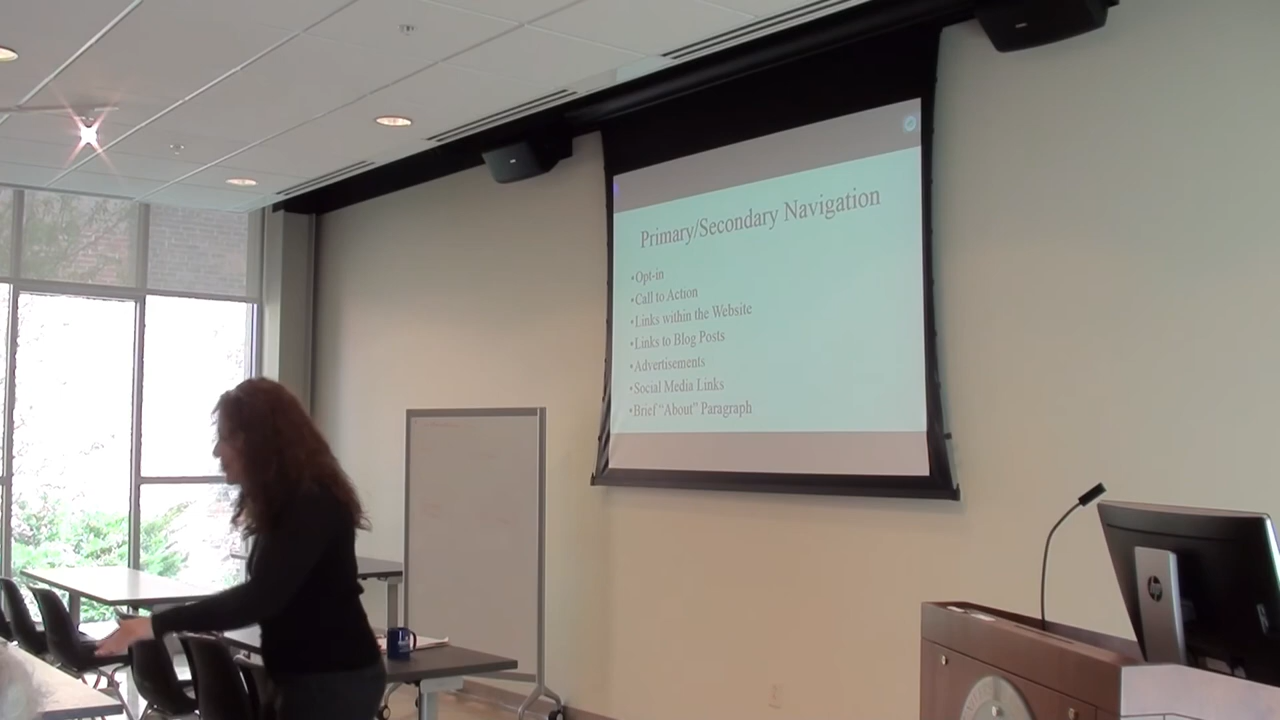 Primary/Secondary Navigation
•Opt-in
•Call to Action
•Links within the Website
•Links to Blog Posts
•Advertisements
•Social Media Links
•Brief “About” Paragraph
hp